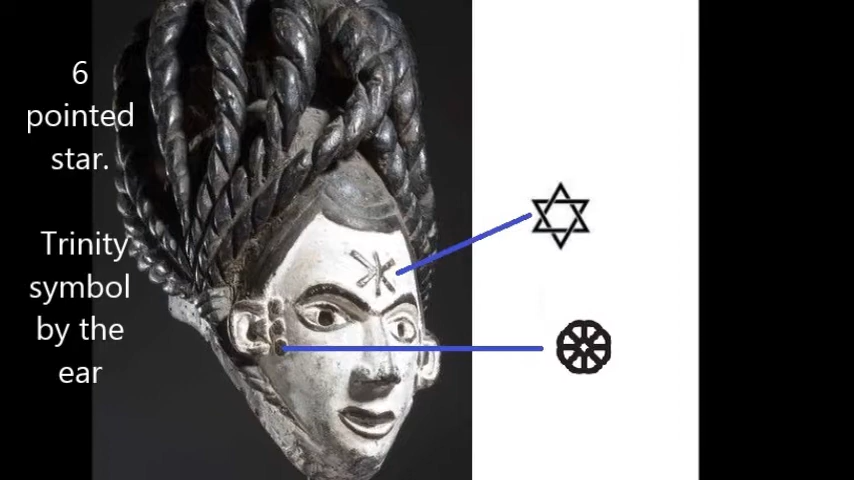 6
pointed
star.
Trinity
symbol
by the
ear